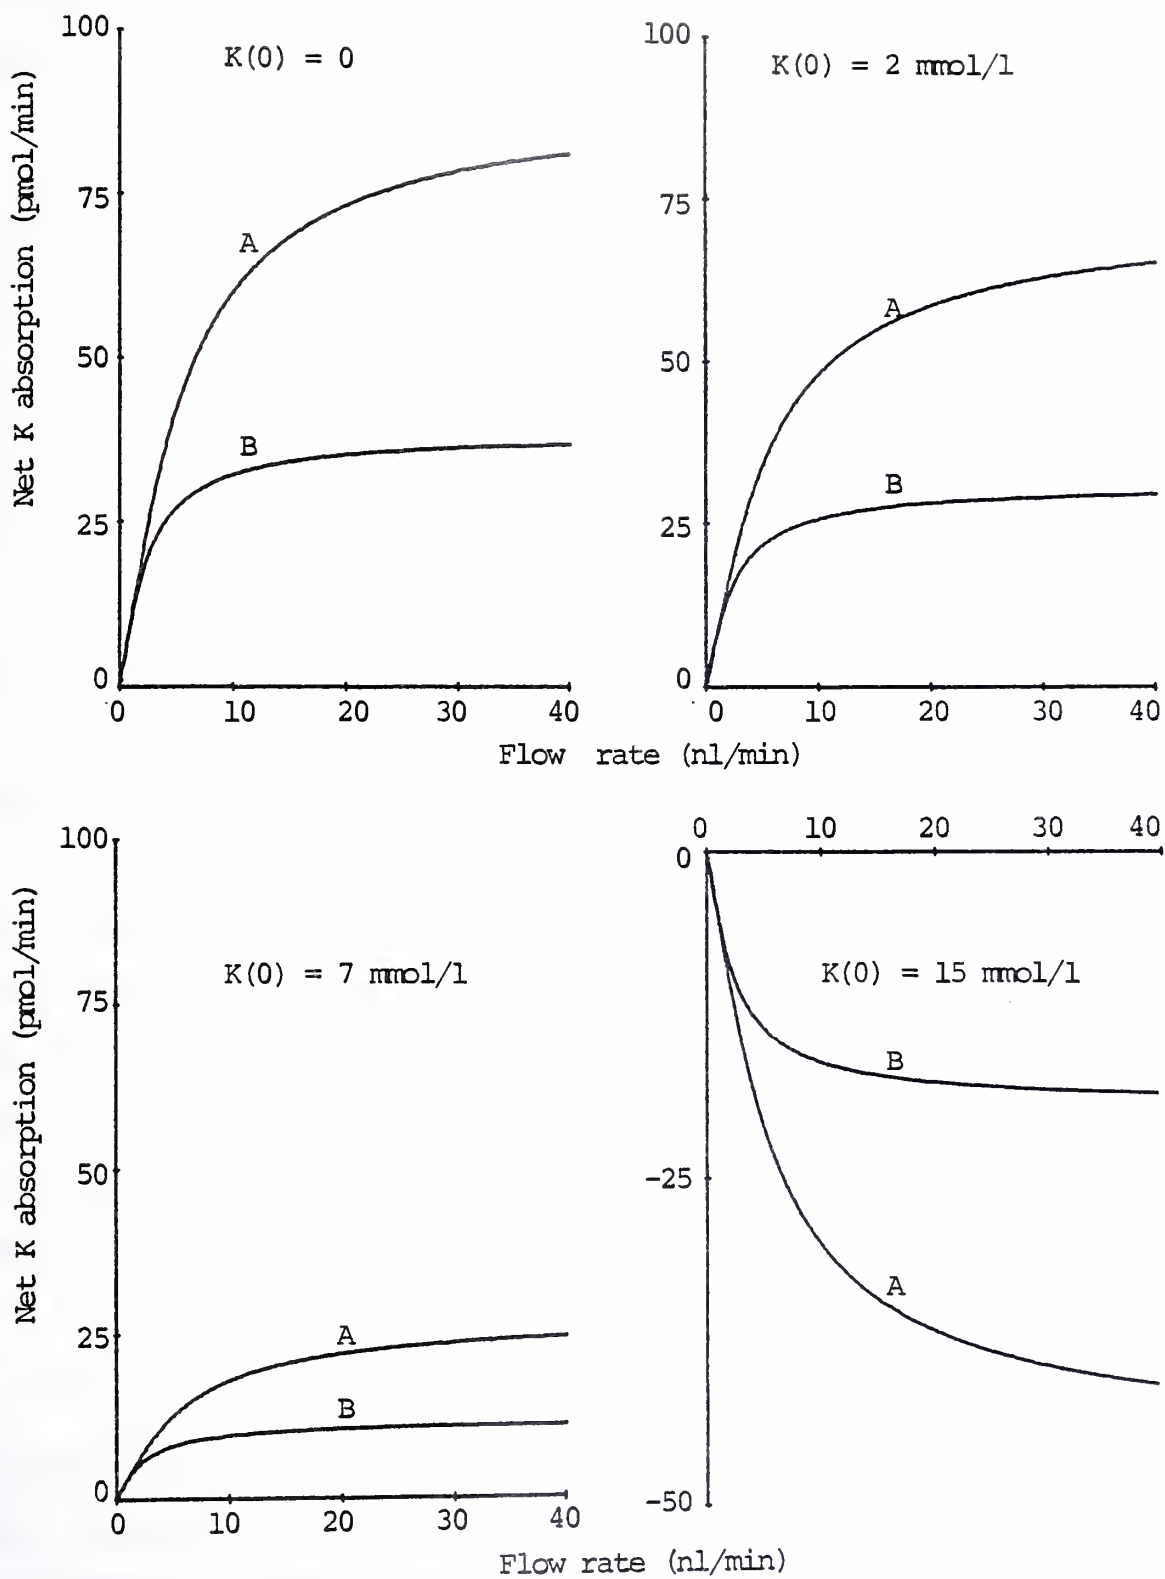 K(0) = 0
Net K absorption (pmol/min)
100
75
50
25
0
A
B
0 10 20 30 40
K(0) = 2 mmol/l
100
75
50
25
0
A
B
0 10 20 30 40
Flow rate (nl/min)
K(0) = 7 mmol/l
Net K absorption (pmol/min)
100
75
50
25
0
A
B
0 10 20 30 40
0 10 20 30 40
K(0) = 15 mmol/l
0
-25
-50
B
A
Flow rate (nl/min)